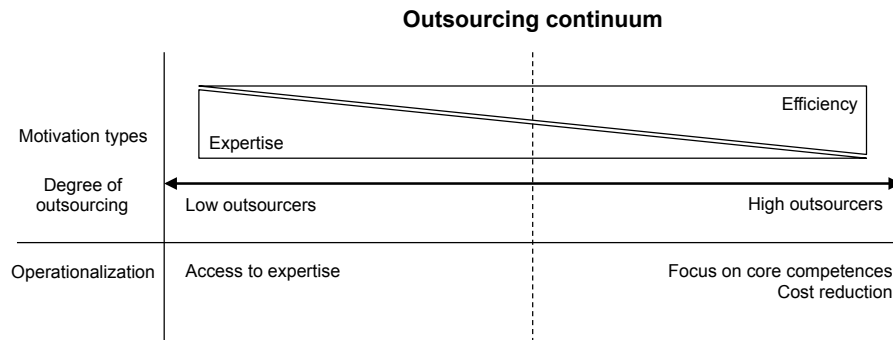 Outsourcing continuum
Efficiency
Motivation types
Expertise
Degree of
outsourcing
Low outsourcers
High outsourcers
Operationalization
Access to expertise
Focus on core competences
Cost reduction